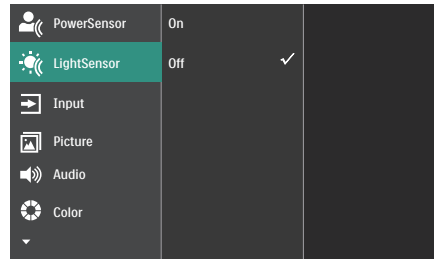 PowerSensor
On
LightSensor
Off
Input
Picture
Audio
Color